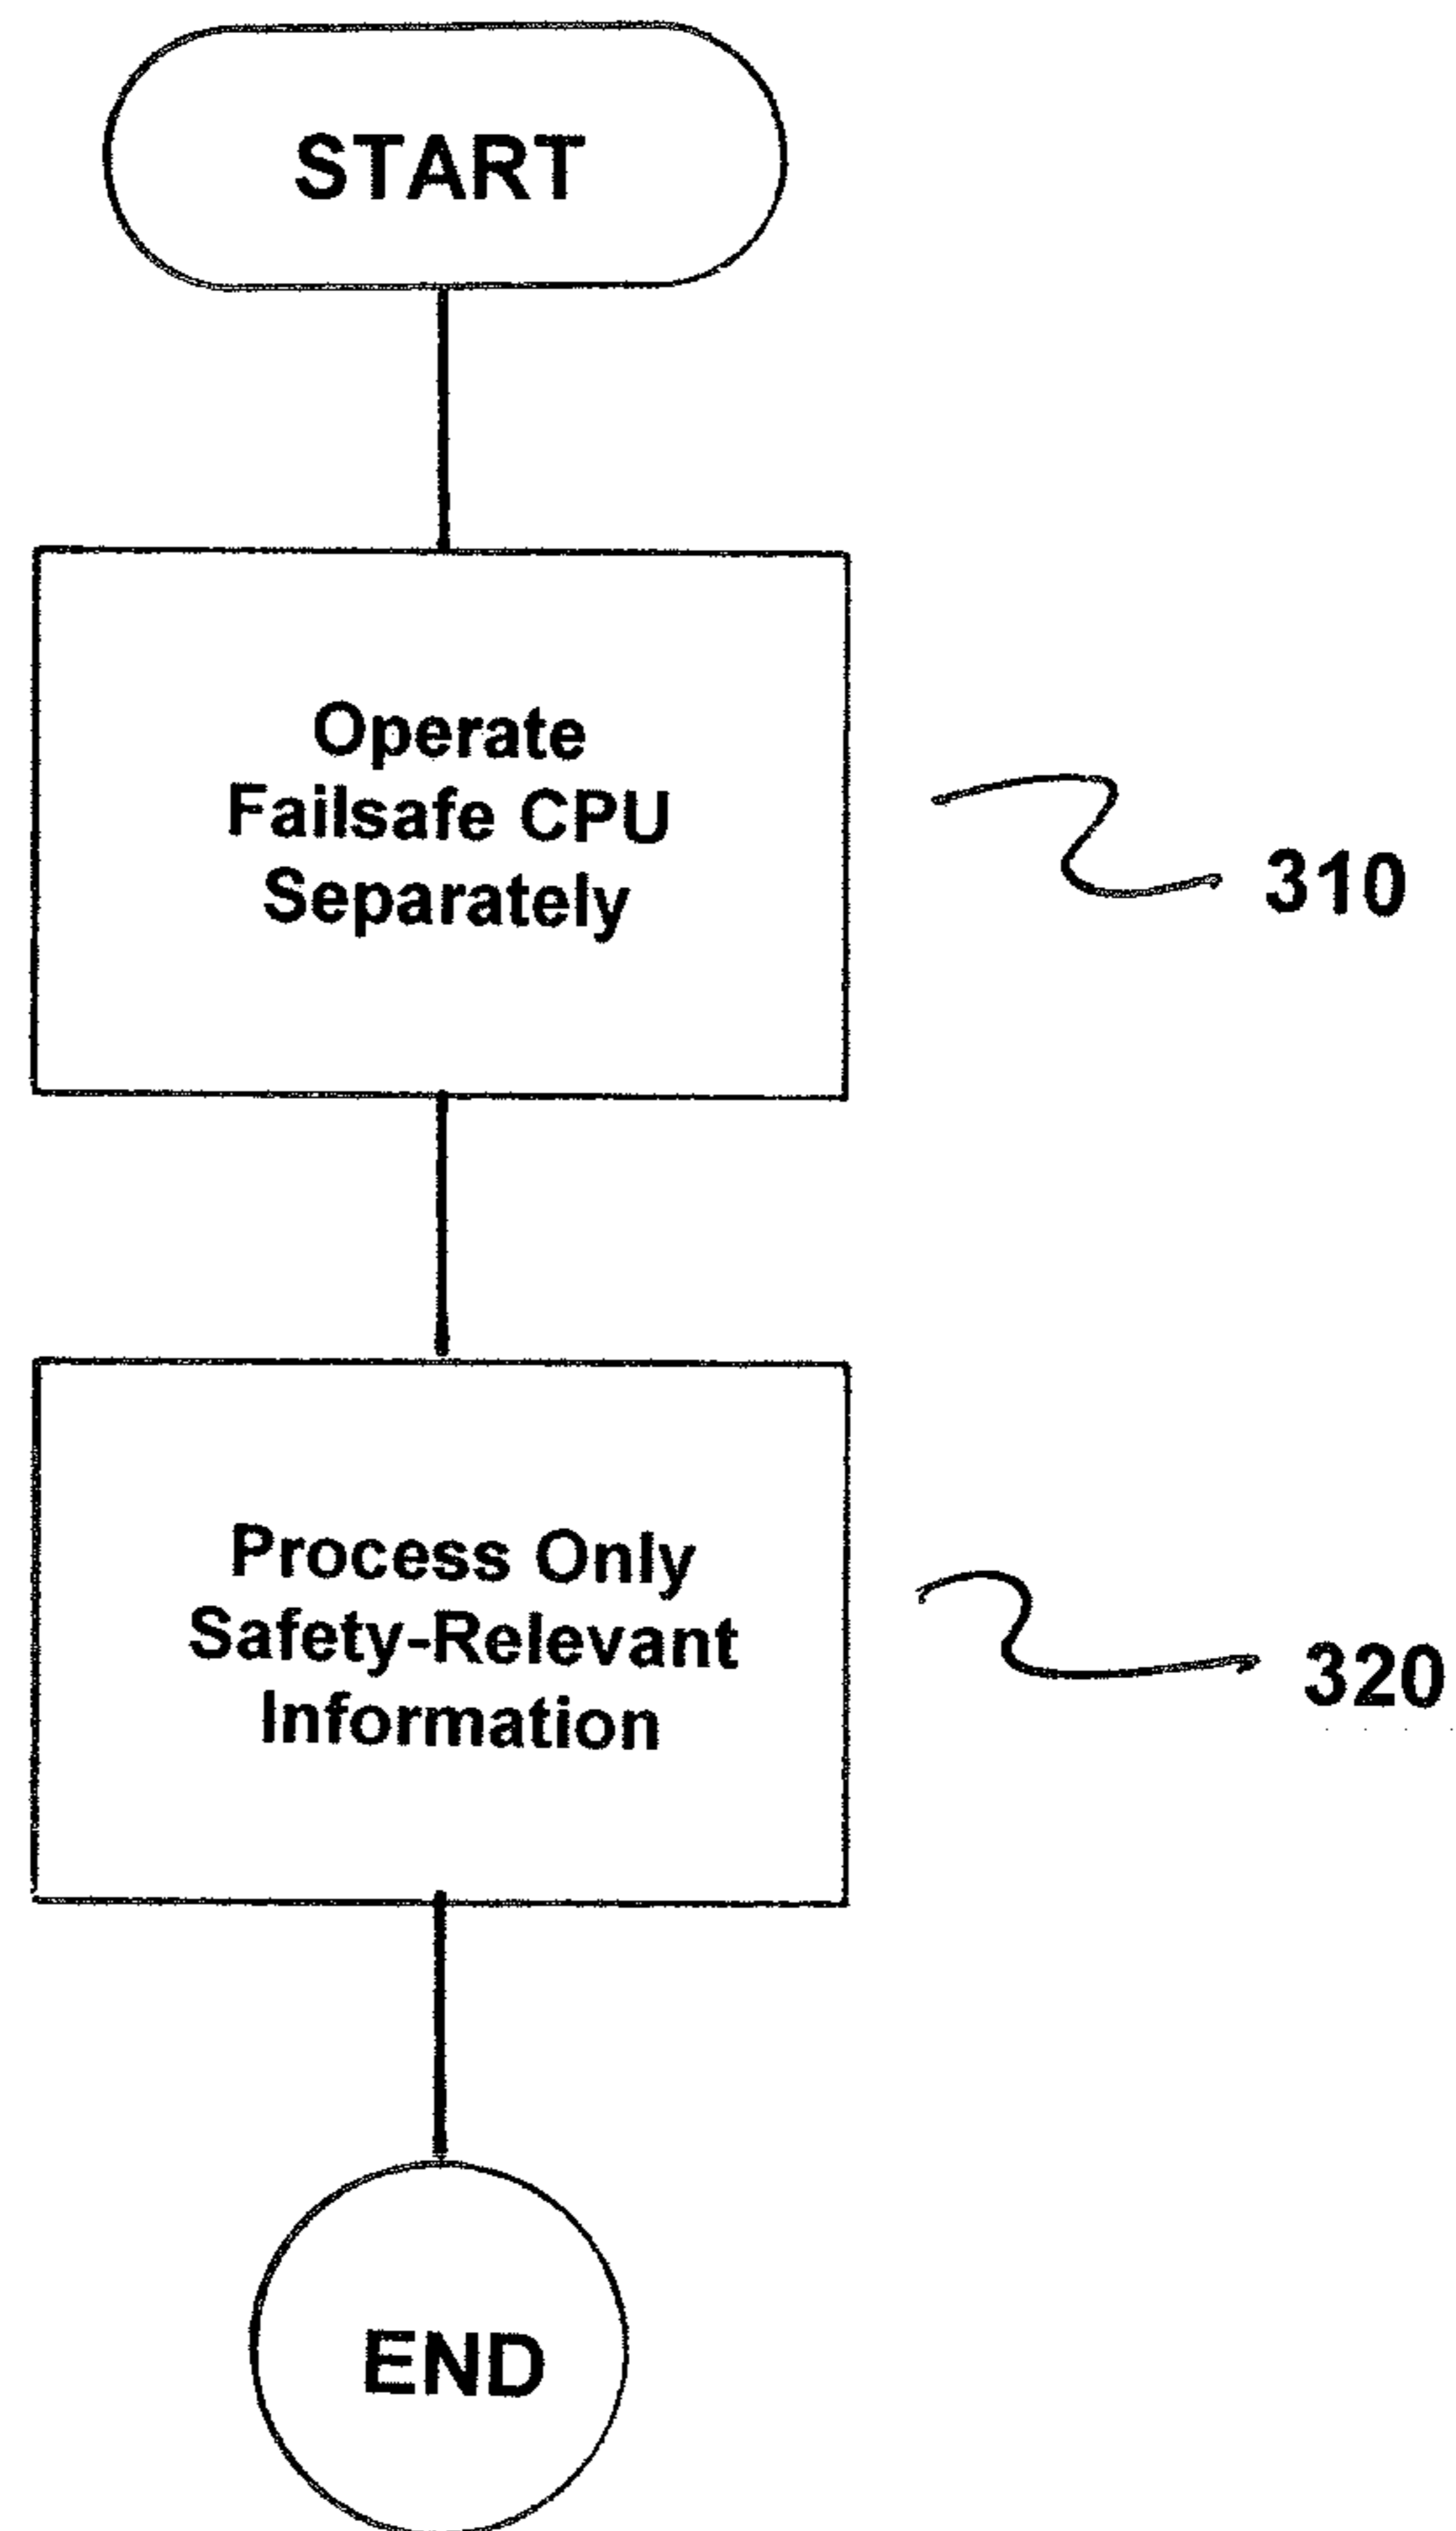 START
Operate
Failsafe CPU
Separately
310
Process Only
Safety-Relevant
Information
320
END